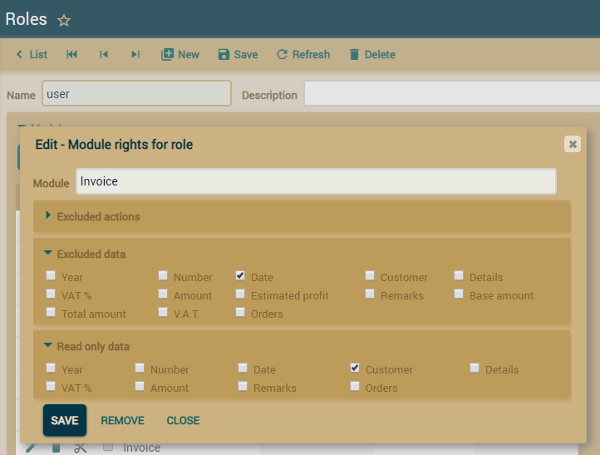 Roles
List New Save Refresh Delete
Name user Description
Edit - Module rights for role
Module Invoice
Excluded actions
Excluded data
Year Number Date Customer Details
VAT % Amount Estimated profit Remarks Base amount
Total amount V.A.T. Orders
Read only data
Year Number Date Customer Details
VAT % Amount Remarks Orders
SAVE REMOVE CLOSE
Invoice